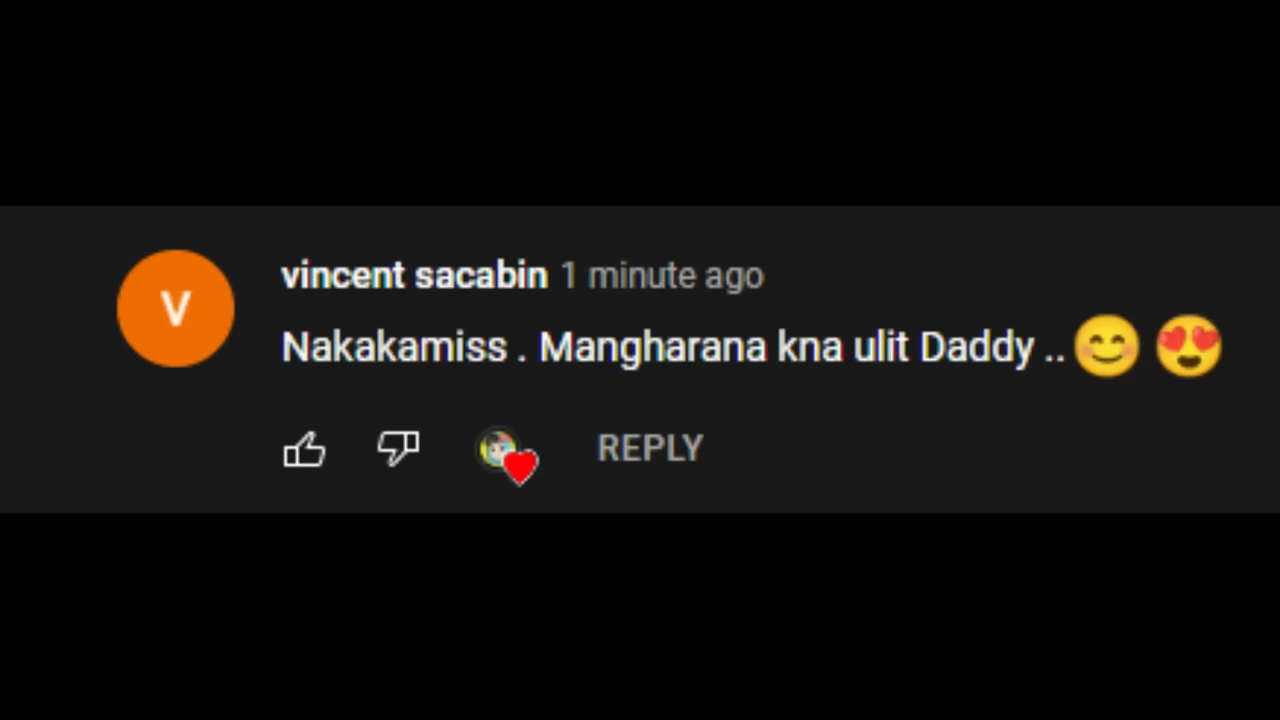 V
vincent sacabin 1 minute ago
Nakakamiss . Mangharana kna ulit Daddy ..😊 😍
REPLY